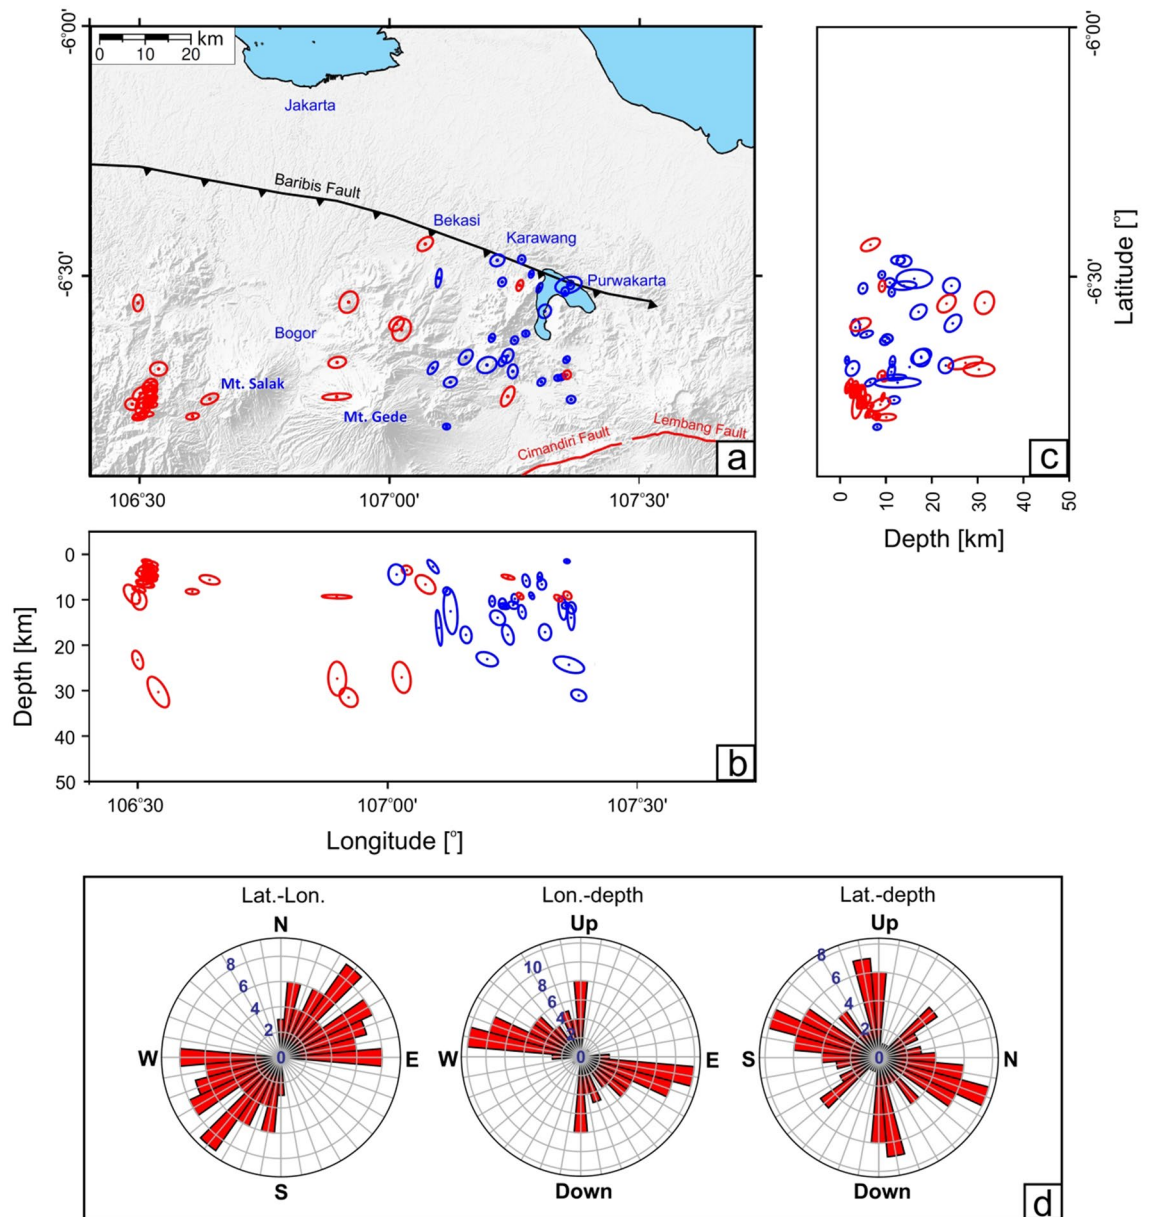 -6°00'
km
0 10 20
Jakarta
Baribis Fault
Bekasi
Karawang
-6°30'
Purwakarta
Bogor
Mt. Salak
Mt. Gede
Cimandiri Fault
Lembang Fault
a
106°30
107°00'
107°30'
-6°00'
-6°30'
Latitude [°]
c
0 10 20 30 40 50
Depth [km]
0
10
20
30
40
50
Depth [km]
b
106°30
107°00'
107°30'
Longitude [°]
Lat.-Lon.
N
8
6
4
2
0
W
E
S
Lon.-depth
Up
10
8
6
4
2
0
W
E
Down
Lat.-depth
Up
8
6
4
2
0
S
N
Down
d